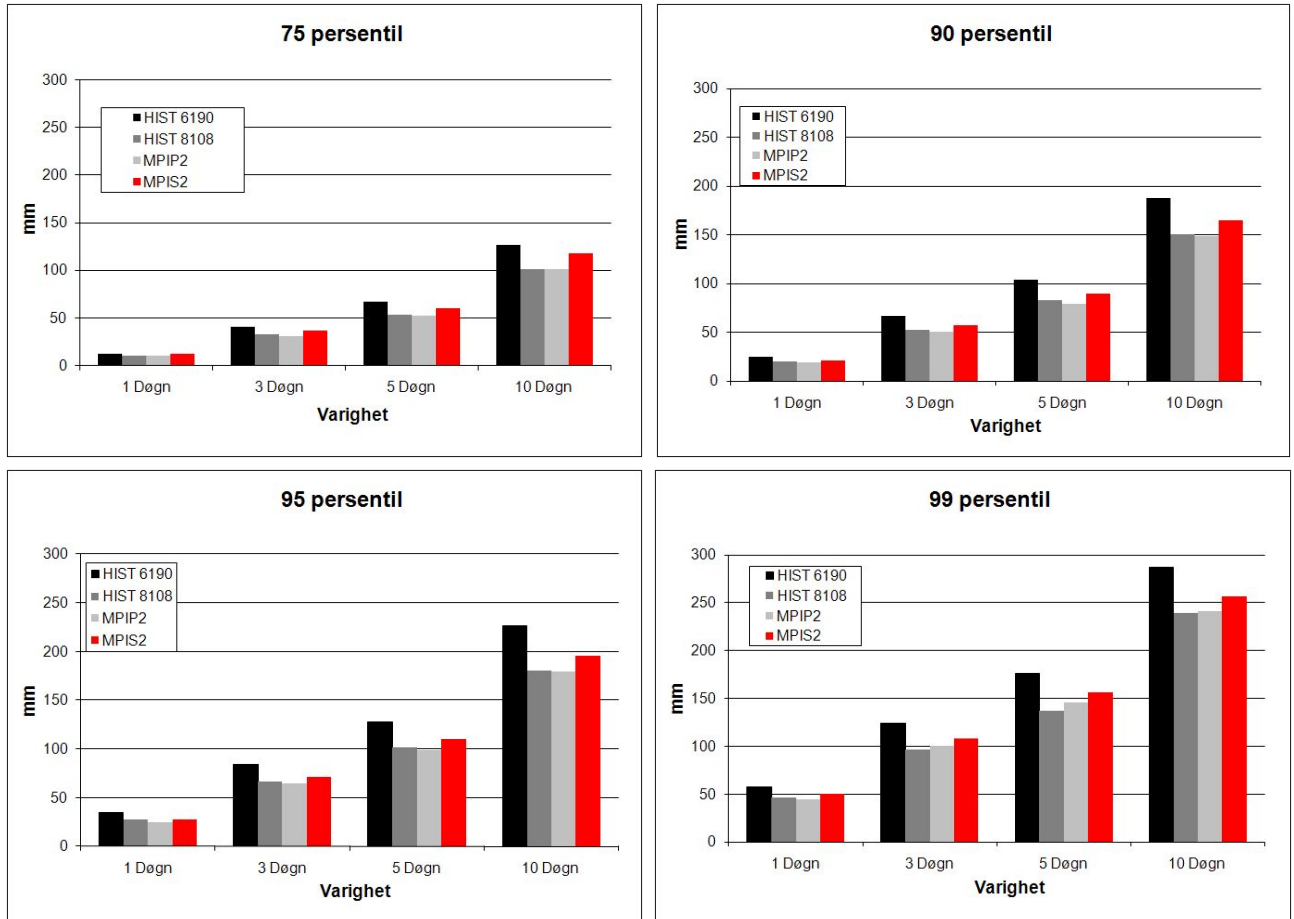 75 persentil
300
250
200
150
100
50
0
mm
HIST 6190
HIST 8108
MPIP2
MPIS2
1 Døgn 3 Døgn 5 Døgn 10 Døgn
Varighet
90 persentil
300
250
200
150
100
50
0
mm
HIST 6190
HIST 8108
MPIP2
MPIS2
1 Døgn 3 Døgn 5 Døgn 10 Døgn
Varighet
95 persentil
300
250
200
150
100
50
0
mm
HIST 6190
HIST 8108
MPIP2
MPIS2
1 Døgn 3 Døgn 5 Døgn 10 Døgn
Varighet
99 persentil
300
250
200
150
100
50
0
mm
HIST 6190
HIST 8108
MPIP2
MPIS2
1 Døgn 3 Døgn 5 Døgn 10 Døgn
Varighet